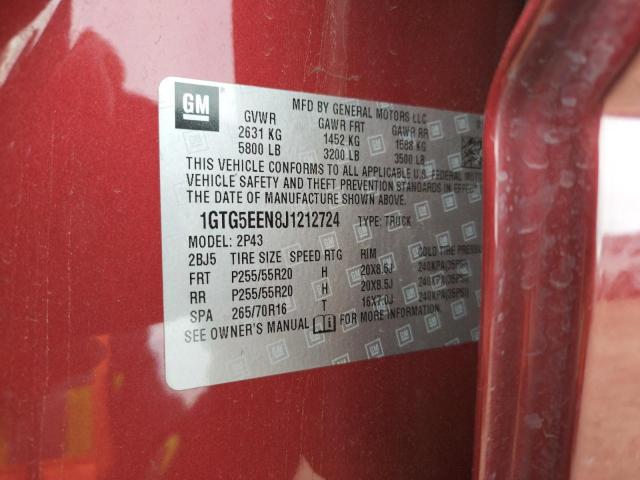 GM
MFD BY GENERAL MOTORS LLC
GVWR GAWR FRT GAWR RR
2631 KG 1452 KG 1588 KG
5800 LB 3200 LB 3500 LB
THIS VEHICLE CONFORMS TO ALL APPLICABLE U.S. FEDERAL MOTOR
VEHICLE SAFETY AND THEFT PREVENTION STANDARDS IN EFFECT
THE DATE OF MANUFACTURE SHOWN ABOVE.
1GTG5EEN8J1212724 TYPE: TRUCK
MODEL: 2P43
2BJ5 TIRE SIZE SPEED RTG RIM COLD TIRE PRESSURE
FRT P255/55R20 H 20X8.5J 240KPA(35PSI)
RR P255/55R20 H 20X8.5J 240KPA(35PSI)
SPA 265/70R16 T 16X7.0J 240KPA(35PSI)
SEE OWNER'S MANUAL FOR MORE INFORMATION.